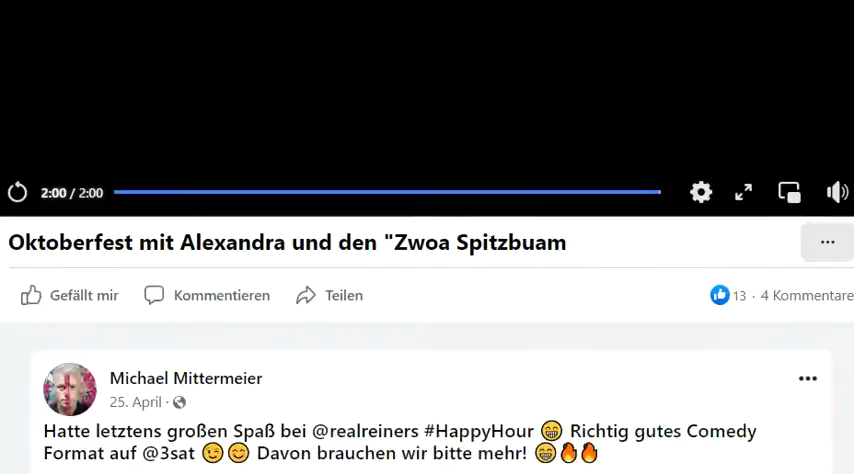 2:00 / 2:00
Oktoberfest mit Alexandra und den "Zwoa Spitzbuam
Gefällt mir Kommentieren Teilen 13 · 4 Kommentare
Michael Mittermeier
25. April ·
Hatte letztens großen Spaß bei @realreiners #HappyHour 😁 Richtig gutes Comedy
Format auf @3sat 😉😊 Davon brauchen wir bitte mehr! 😁🔥🔥